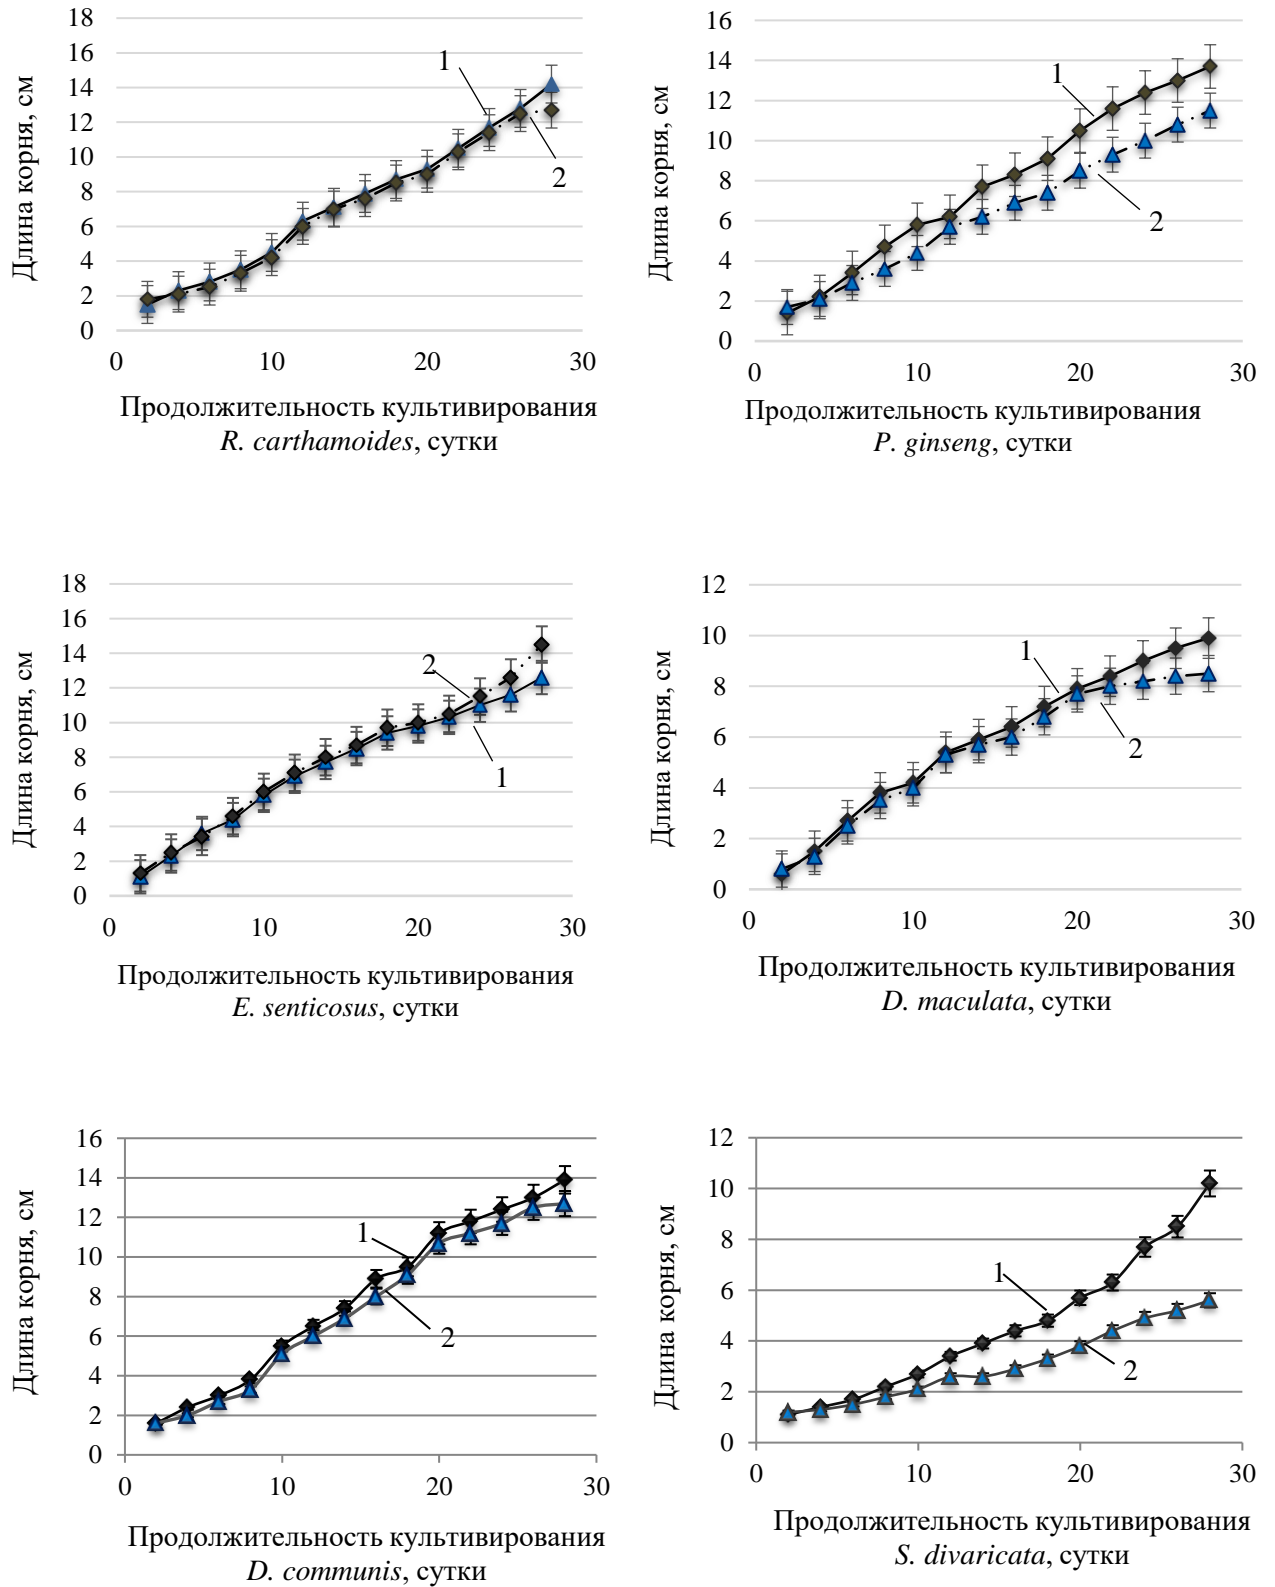 18
16
14
12
10
8
6
4
2
0
Длина корня, см
1
2
0 10 20 30
Продолжительность культивирования
R. carthamoides, сутки
16
14
12
10
8
6
4
2
0
Длина корня, см
1
2
0 10 20 30
Продолжительность культивирования
P. ginseng, сутки
18
16
14
12
10
8
6
4
2
0
Длина корня, см
2
1
0 10 20 30
Продолжительность культивирования
E. senticosus, сутки
12
10
8
6
4
2
0
Длина корня, см
1
2
0 10 20 30
Продолжительность культивирования
D. maculata, сутки
16
14
12
10
8
6
4
2
0
Длина корня, см
1
2
0 10 20 30
Продолжительность культивирования
D. communis, сутки
12
10
8
6
4
2
0
Длина корня, см
1
2
0 10 20 30
Продолжительность культивирования
S. divaricata, сутки